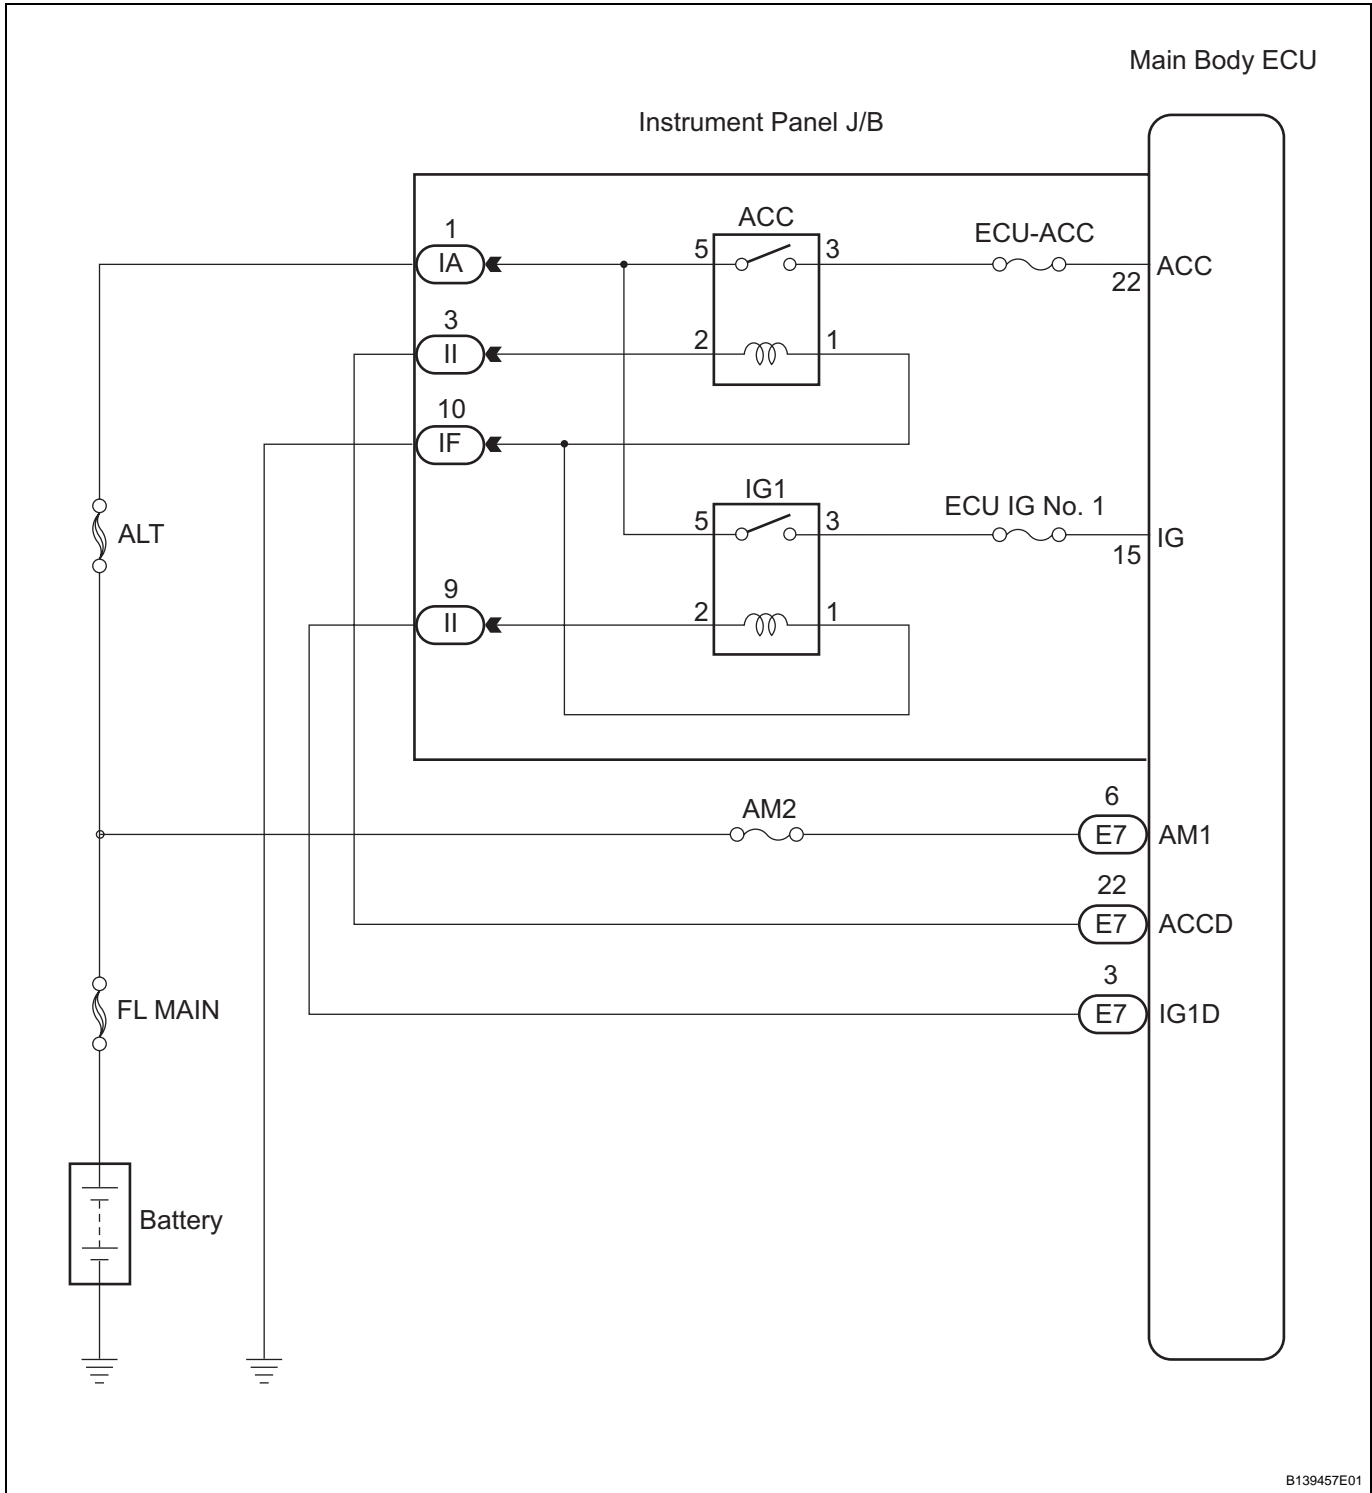 Main Body ECU
Instrument Panel J/B
ACC
1
IA
5
3
ECU-ACC
22
ACC
3
II
2
1
10
IF
IG1
5
3
ECU IG No. 1
15
IG
ALT
9
II
2
1
AM2
6
E7
AM1
22
E7
ACCD
3
E7
IG1D
FL MAIN
Battery
B139457E01